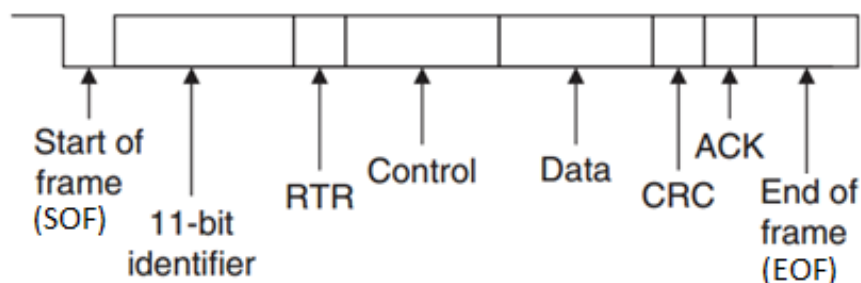 Start of
frame
(SOF)
11-bit
identifier
RTR
Control
Data
CRC
ACK
End of
frame
(EOF)